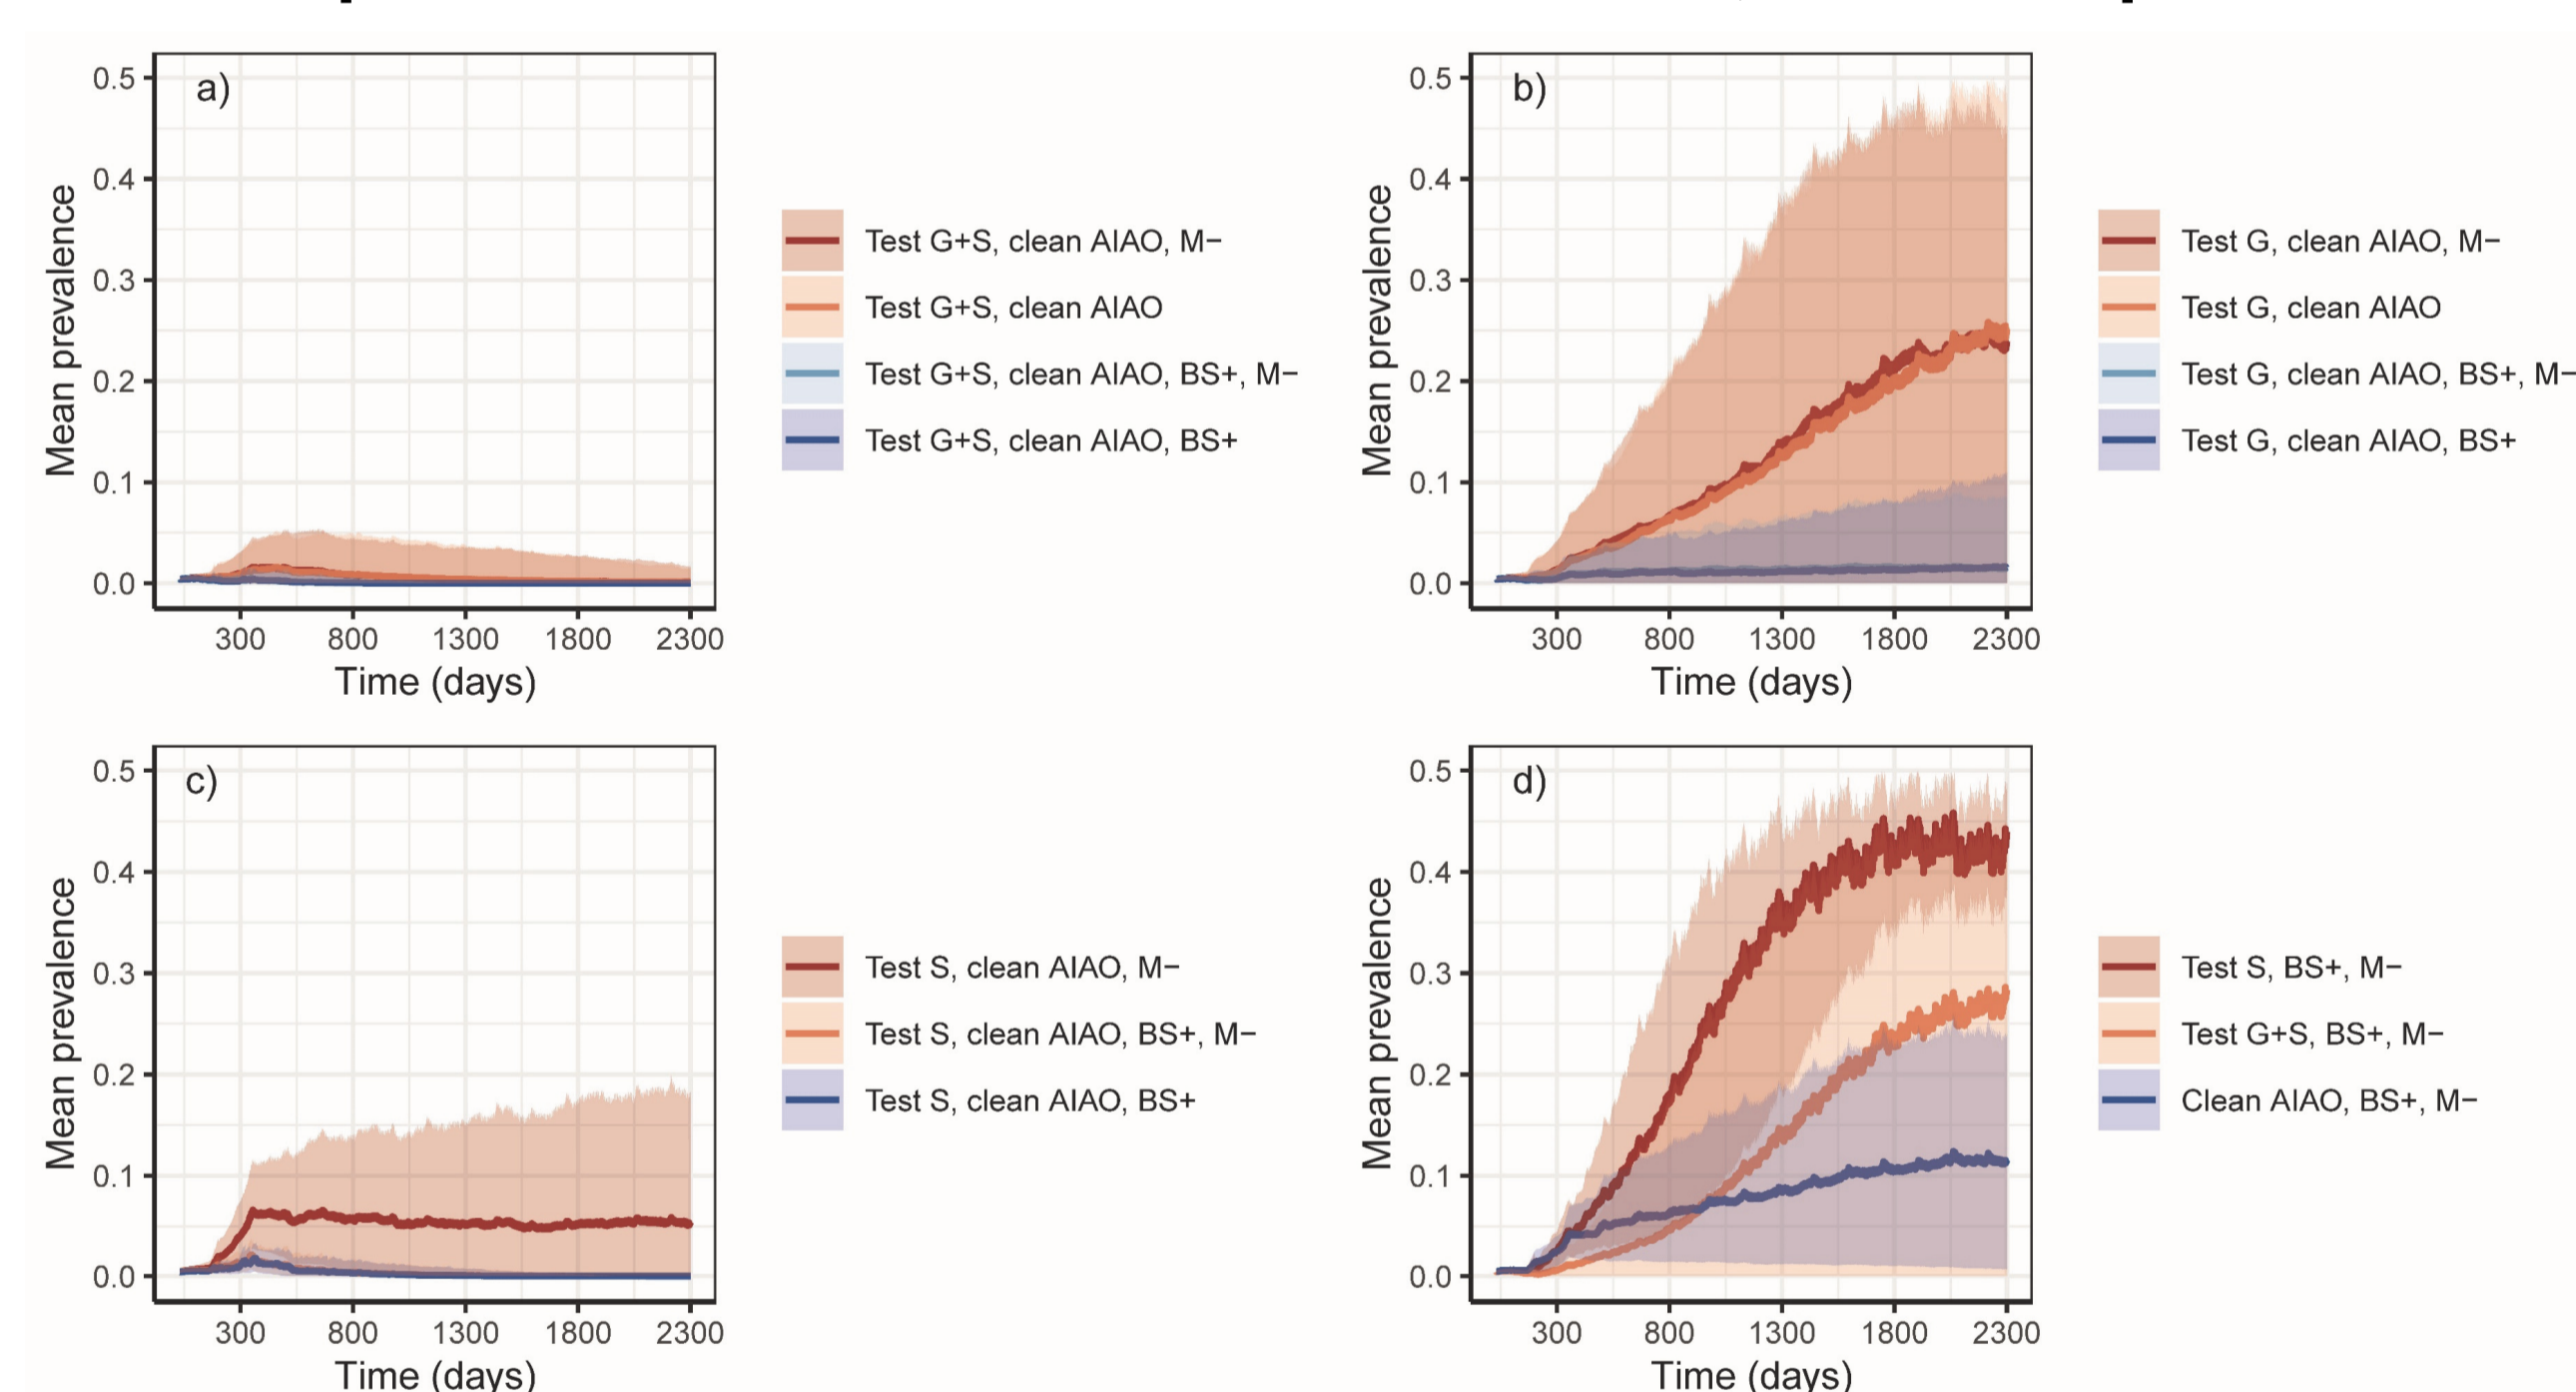 a)
0.5
0.4
0.3
0.2
0.1
0.0
Mean prevalence
300 800 1300 1800 2300
Time (days)
Test G+S, clean AIAO, M−
Test G+S, clean AIAO
Test G+S, clean AIAO, BS+, M−
Test G+S, clean AIAO, BS+
b)
0.5
0.4
0.3
0.2
0.1
0.0
Mean prevalence
300 800 1300 1800 2300
Time (days)
Test G, clean AIAO, M−
Test G, clean AIAO
Test G, clean AIAO, BS+, M−
Test G, clean AIAO, BS+
c)
0.5
0.4
0.3
0.2
0.1
0.0
Mean prevalence
300 800 1300 1800 2300
Time (days)
Test S, clean AIAO, M−
Test S, clean AIAO, BS+, M−
Test S, clean AIAO, BS+
d)
0.5
0.4
0.3
0.2
0.1
0.0
Mean prevalence
300 800 1300 1800 2300
Time (days)
Test S, BS+, M−
Test G+S, BS+, M−
Clean AIAO, BS+, M−